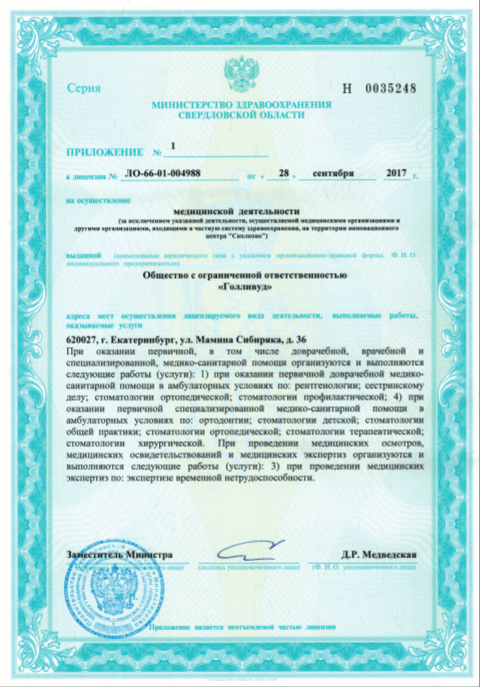 Серия
Н 0035248
МИНИСТЕРСТВО ЗДРАВООХРАНЕНИЯ
СВЕРДЛОВСКОЙ ОБЛАСТИ
ПРИЛОЖЕНИЕ № 1
к лицензии № ЛО-66-01-004988 от « 28 » сентября 2017 г.
на осуществление
медицинской деятельности
(за исключением указанной деятельности, осуществляемой медицинскими организациями и
другими организациями, входящими в частную систему здравоохранения, на территории инновационного
центра "Сколково")
выданной (наименование юридического лица с указанием организационно-правовой формы, Ф.И.О.
индивидуального предпринимателя)
Общество с ограниченной ответственностью
«Голливуд»
адреса мест осуществления лицензируемого вида деятельности, выполняемые работы,
оказываемые услуги
620027, г. Екатеринбург, ул. Мамина Сибиряка, д. 36
При оказании первичной, в том числе доврачебной, врачебной и
специализированной, медико-санитарной помощи организуются и выполняются
следующие работы (услуги): 1) при оказании первичной доврачебной медико-
санитарной помощи в амбулаторных условиях по: рентгенологии; сестринскому
делу; стоматологии ортопедической; стоматологии профилактической; 4) при
оказании первичной специализированной медико-санитарной помощи в
амбулаторных условиях по: ортодонтии; стоматологии детской; стоматологии
общей практики; стоматологии ортопедической; стоматологии терапевтической;
стоматологии хирургической. При проведении медицинских осмотров,
медицинских освидетельствований и медицинских экспертиз организуются и
выполняются следующие работы (услуги): 3) при проведении медицинских
экспертиз по: экспертизе временной нетрудоспособности.
Заместитель Министра
Д.Р. Медведская
(подпись уполномоченного лица)
(Ф.И.О. уполномоченного лица)
Приложение является неотъемлемой частью лицензии